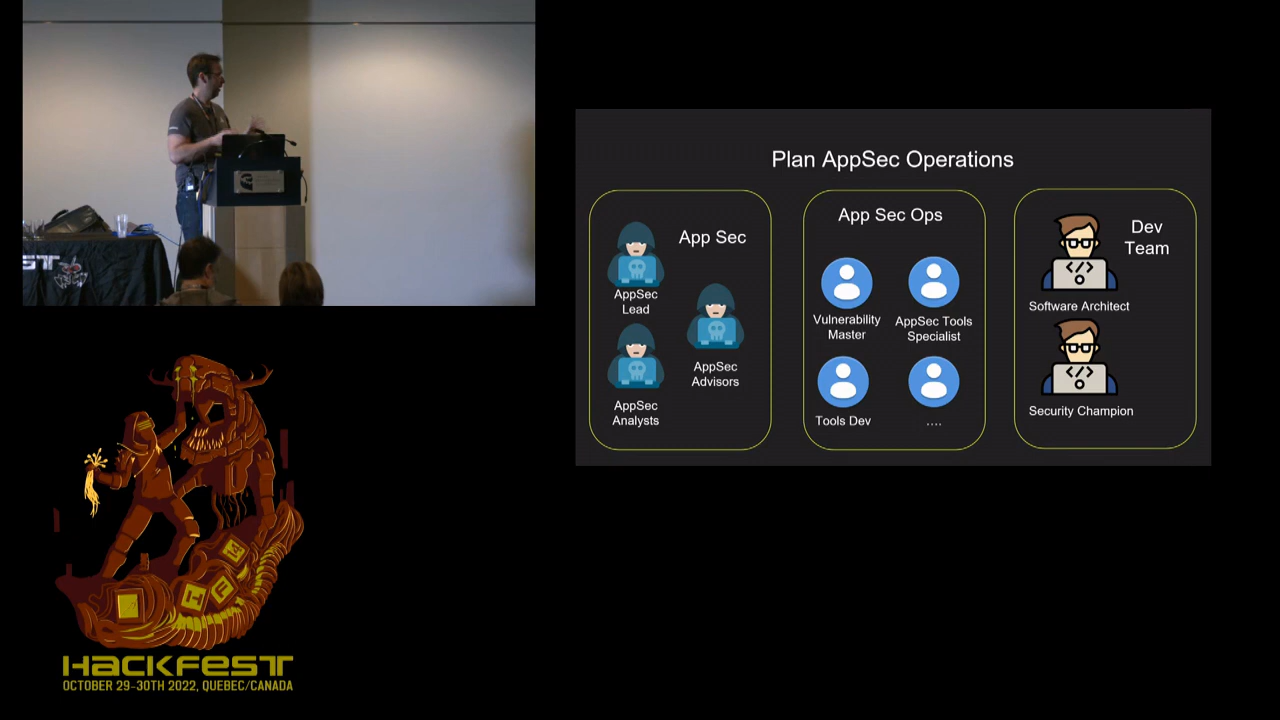 ST
Plan AppSec Operations
App Sec
AppSec
Lead
AppSec
Advisors
AppSec
Analysts
App Sec Ops
Vulnerability
Master
AppSec Tools
Specialist
Tools Dev
....
Dev
Team
Software Architect
Security Champion
HACKFEST
OCTOBER 29-30TH 2022, QUEBEC/CANADA